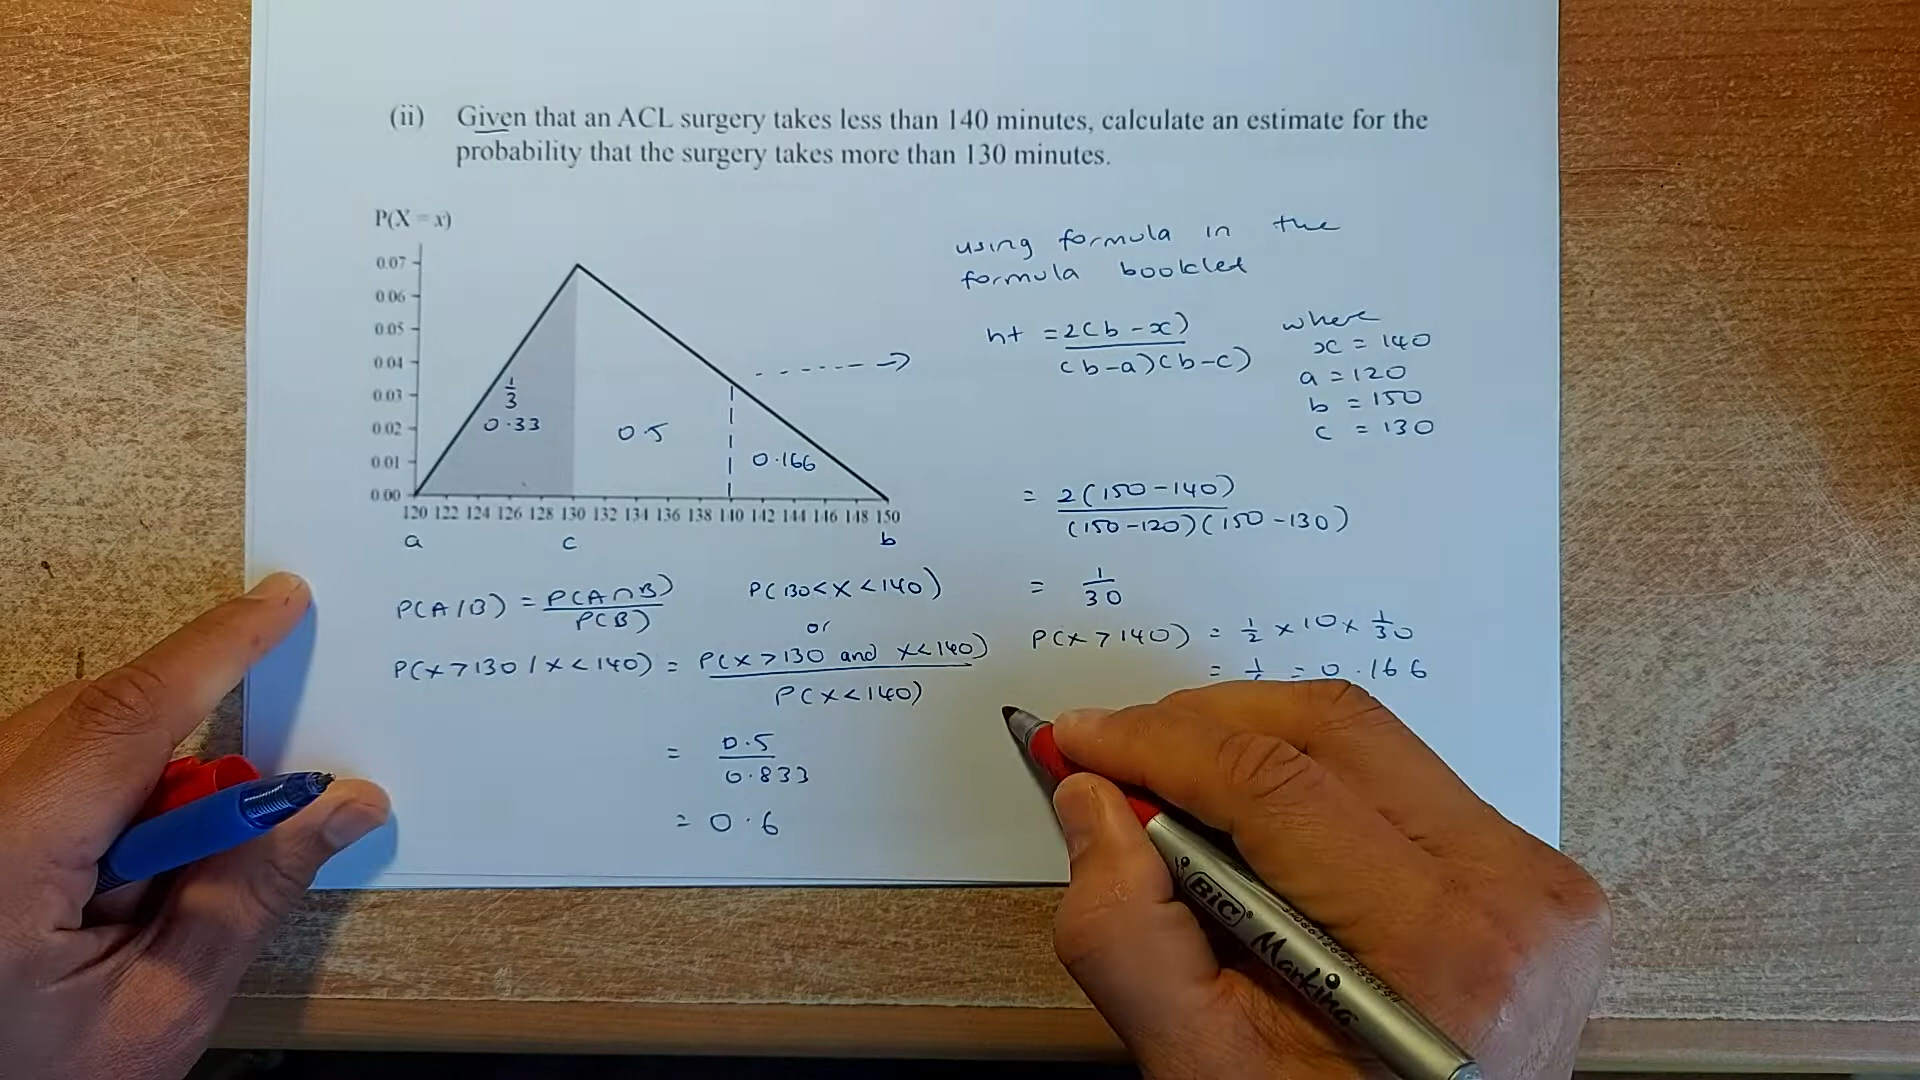 (ii) Given that an ACL surgery takes less than 140 minutes, calculate an estimate for the
probability that the surgery takes more than 130 minutes.
P(X = x)
0.07
0.06
0.05
0.04
0.03
0.02
0.01
0.00
1/3
0.33
0.5
0.166
120 122 124 126 128 130 132 134 136 138 140 142 144 146 148 150
a c b
using formula in the
formula booklet
ht = 2(b-x)/(b-a)(b-c)
where
x = 140
a = 120
b = 150
c = 130
= 2(150-140)/(150-120)(150-130)
= 1/30
P(x>140) = 1/2 x 10 x 1/30
= = 0.166
P(A/B) = P(A∩B)/P(B)
P(130<x<140)
or
P(x>130/x<140) = P(x>130 and x<140)/P(x<140)
= 0.5/0.833
= 0.6
BiC Marking